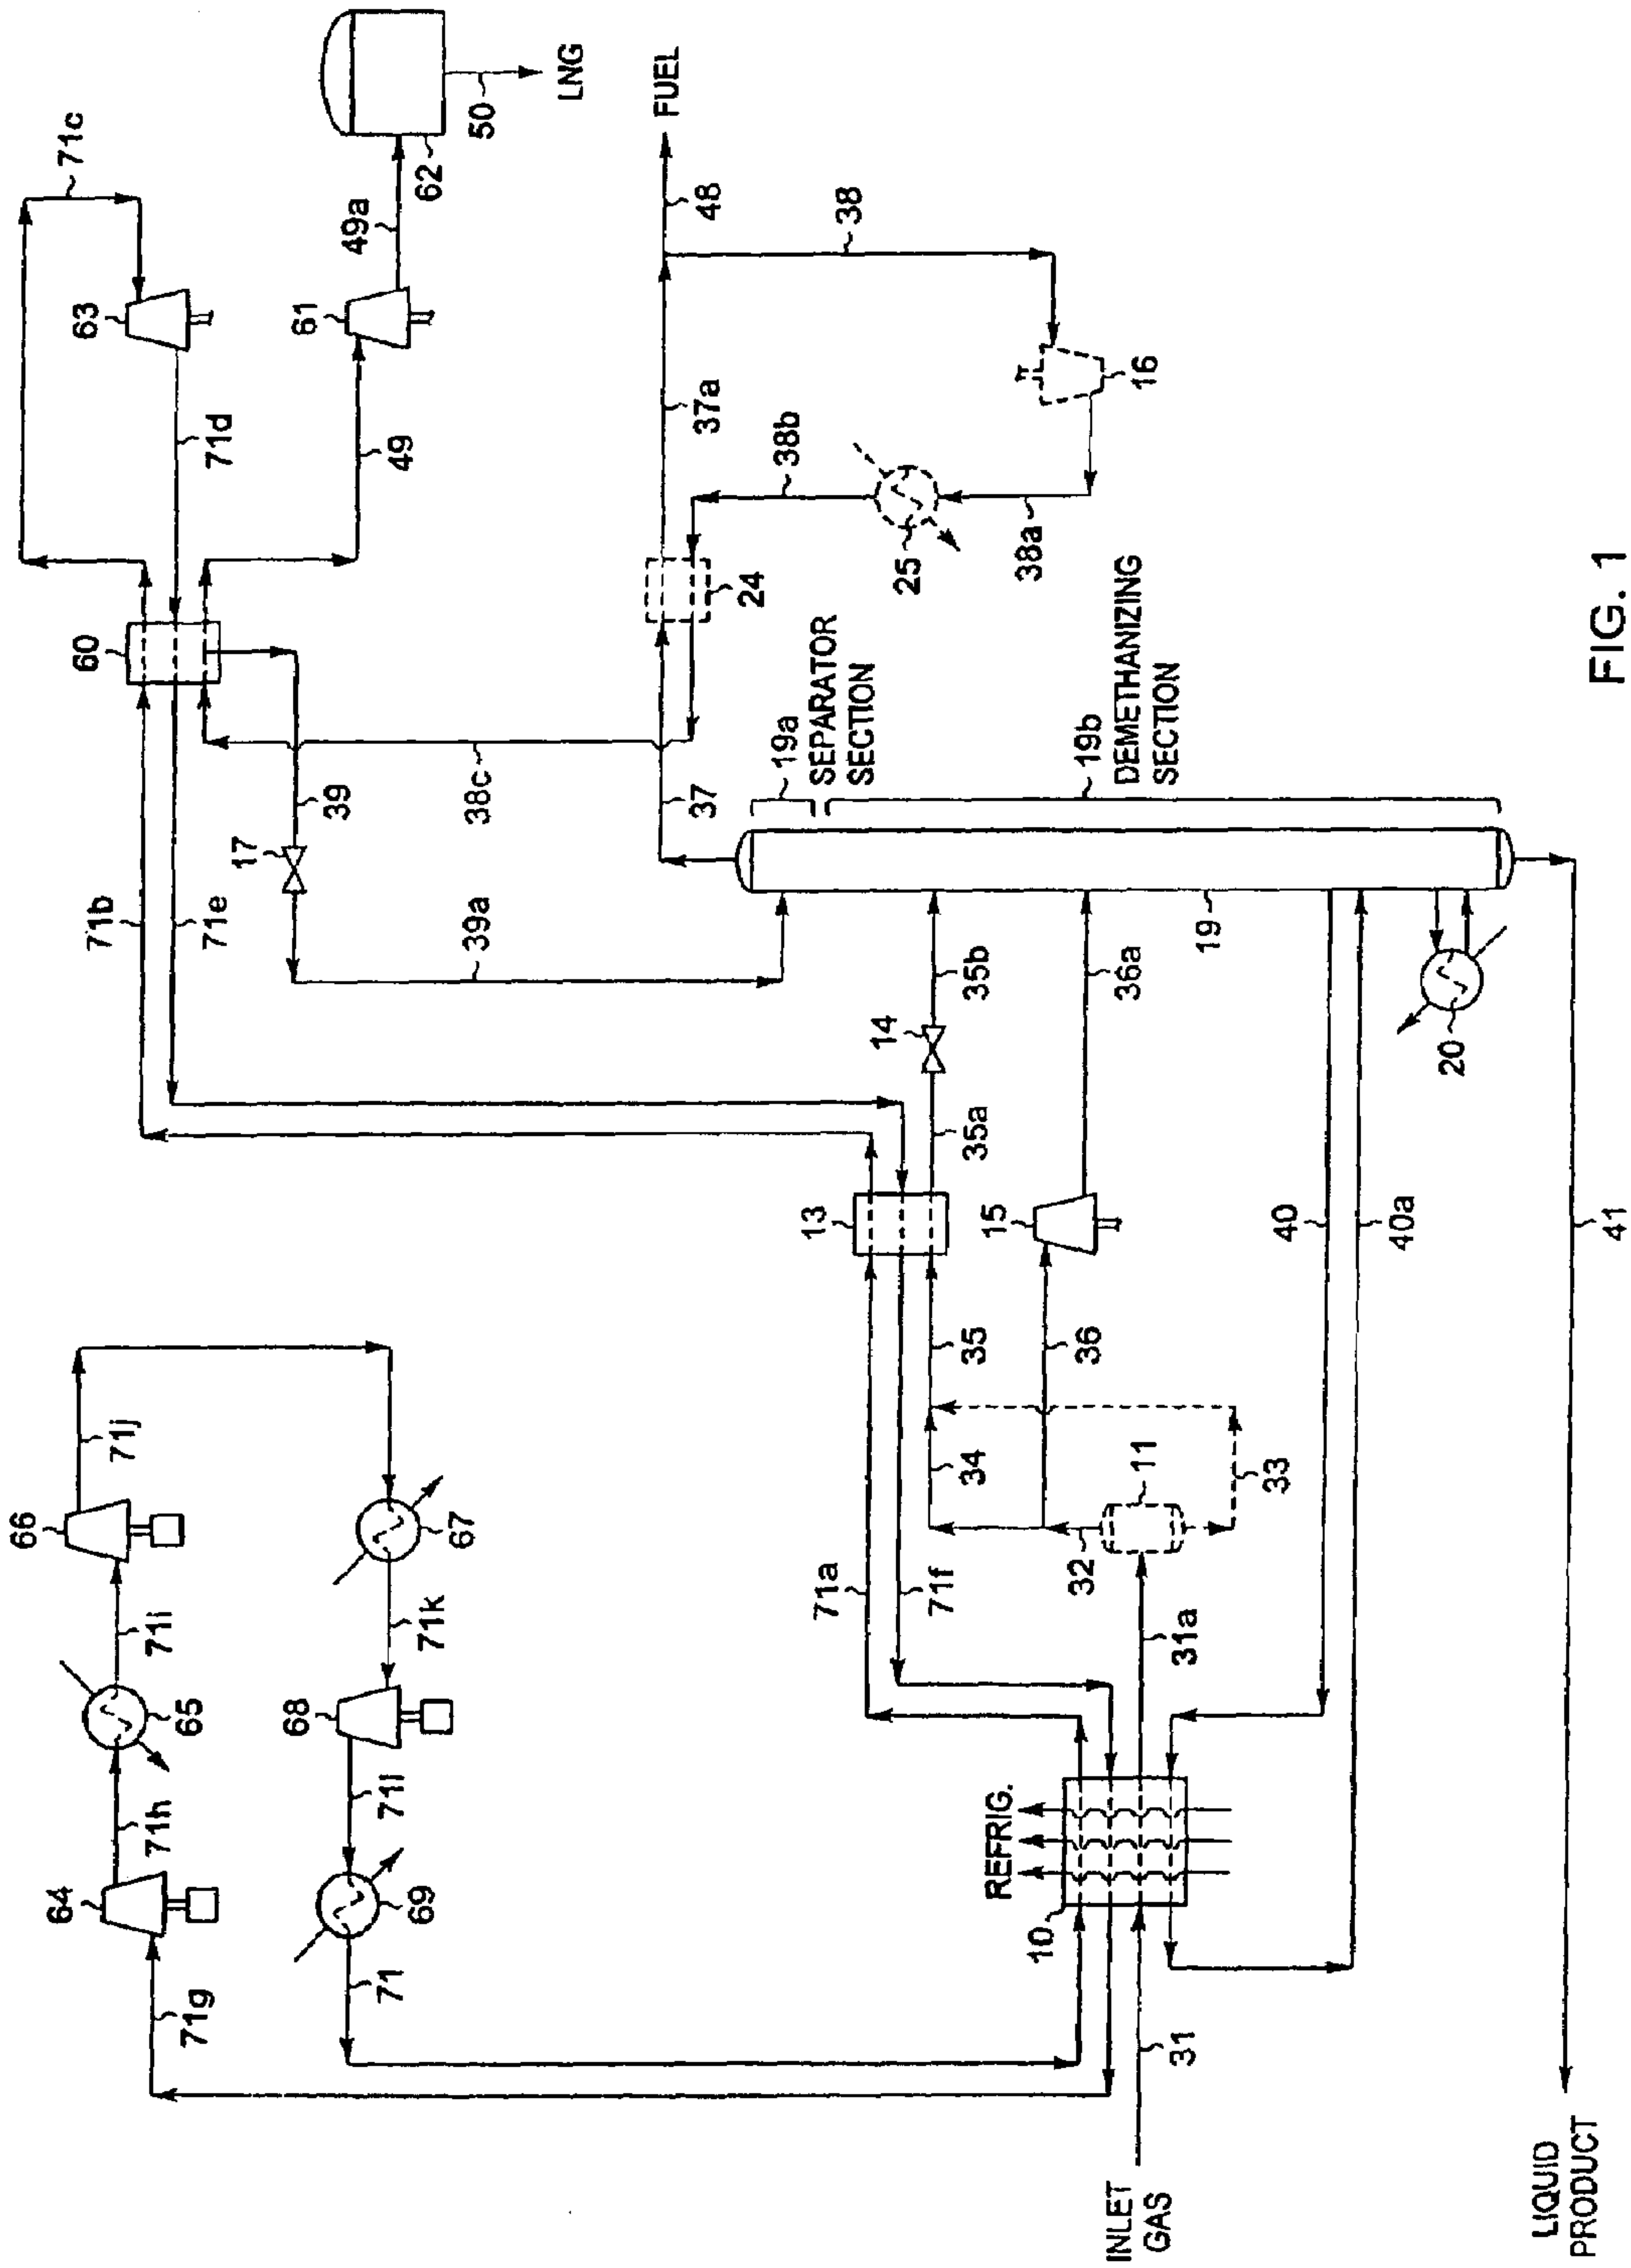 66
64
63
71c
60
71b
65
71j
71h
71i
71g
71e
71d
17
68
61
62
39
49a
71l
49
69
71
67
71k
39a
38c
50
LNG
FUEL
37
37a
48
24
38b
13
71a
14
19a
SEPARATOR
SECTION
38
25
71f
34
35
35a
35b
REFRIG.
15
10
38a
32
36
19b
DEMETHANIZING
SECTION
36a
16
11
INLET
GAS
31
31a
19
33
40
40a
20
LIQUID
PRODUCT
41
FIG. 1